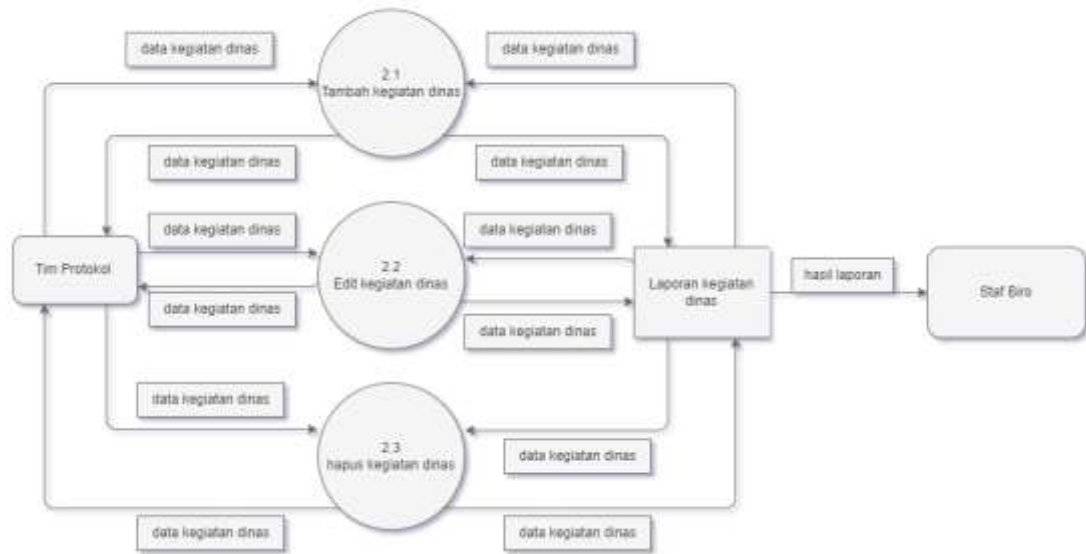 data kegiatan dinas
data kegiatan dinas
2.1
Tambah kegiatan dinas
data kegiatan dinas
data kegiatan dinas
data kegiatan dinas
data kegiatan dinas
Tim Protokol
2.2
Edit kegiatan dinas
Laporan kegiatan
dinas
hasil laporan
Staf Biro
data kegiatan dinas
data kegiatan dinas
data kegiatan dinas
2.3
hapus kegiatan dinas
data kegiatan dinas
data kegiatan dinas
data kegiatan dinas